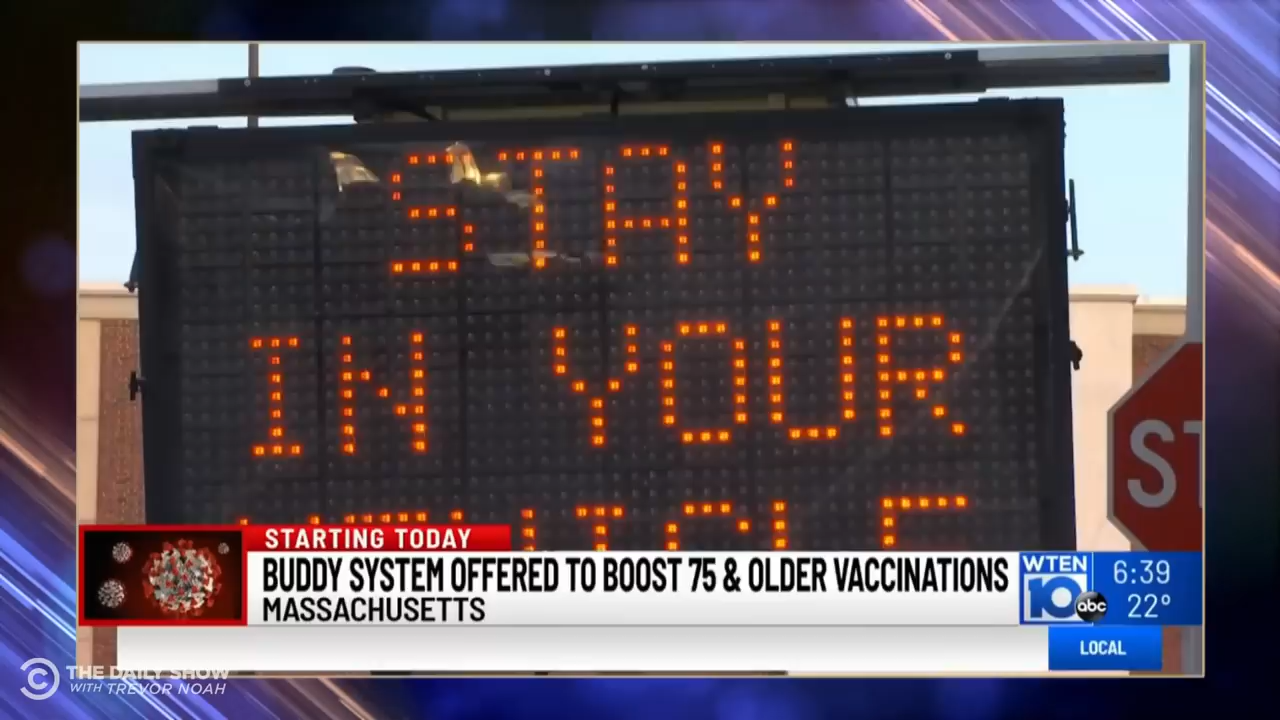 STAY
IN YOUR
VEHICLE
ST
STARTING TODAY
BUDDY SYSTEM OFFERED TO BOOST 75 & OLDER VACCINATIONS
MASSACHUSETTS
WTEN
10
abc
6:39
22°
LOCAL
THE DAILY SHOW
WITH TREVOR NOAH